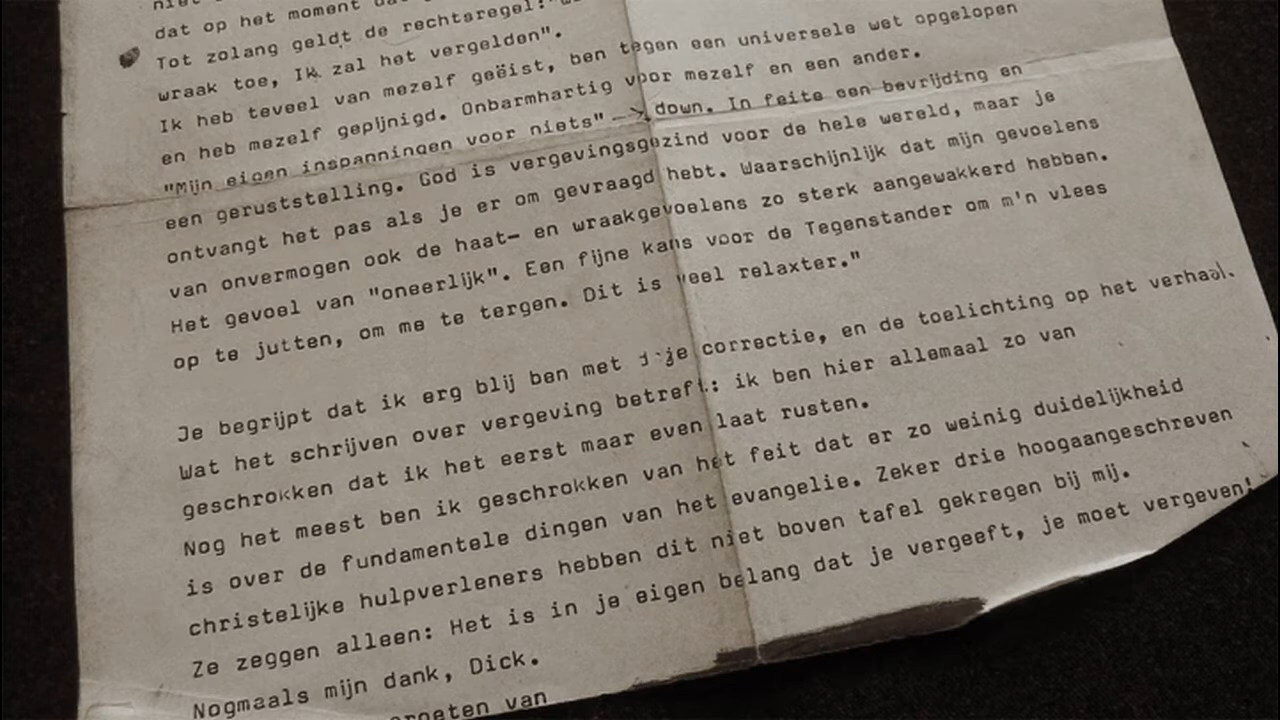 dat op het moment
Tot zolang geldt de rechtsregel:
wraak toe, Ik zal het vergelden".
Ik heb teveel van mezelf geëist, ben tegen een universele wet opgelopen
en heb mezelf gepijnigd. Onbarmhartig voor mezelf en een ander.
"Mijn eigen inspanningen voor niets" --> down. In feite een bevrijding en
een geruststelling. God is vergevingsgezind voor de hele wereld, maar je
ontvangt het pas als je er om gevraagd hebt. Waarschijnlijk dat mijn gevoelens
van onvermogen ook de haat- en wraakgevoelens zo sterk aangewakkerd hebben.
Het gevoel van "oneerlijk". Een fijne kans voor de Tegenstander om m'n vlees
op te jutten, om me te tergen. Dit is veel relaxter."
Je begrijpt dat ik erg blij ben met je correctie, en de toelichting op het verhaal.
Wat het schrijven over vergeving betreft: ik ben hier allemaal zo van
geschrokken dat ik het eerst maar even laat rusten.
Nog het meest ben ik geschrokken van het feit dat er zo weinig duidelijkheid
is over de fundamentele dingen van het evangelie. Zeker drie hoogaangeschreven
christelijke hulpverleners hebben dit niet boven tafel gekregen bij mij.
Ze zeggen alleen: Het is in je eigen belang dat je vergeeft, je moet vergeven!
Nogmaals mijn dank, Dick.
groeten van